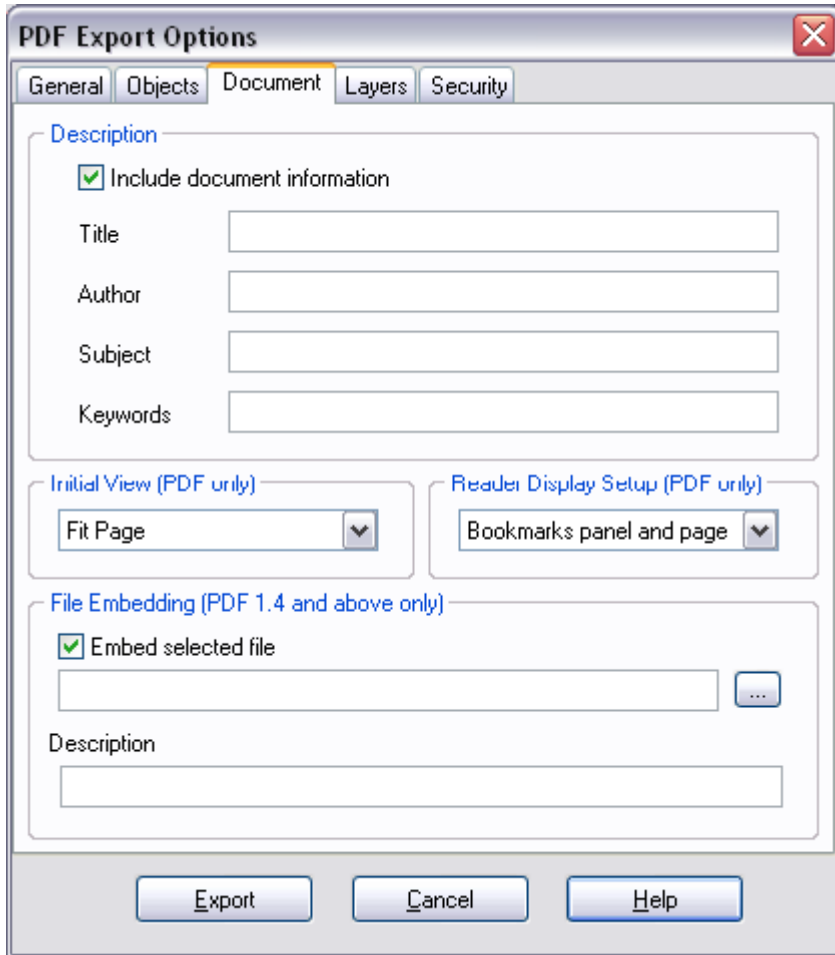 PDF Export Options
General Objects Document Layers Security
Description
Include document information
Title
Author
Subject
Keywords
Initial View (PDF only) Reader Display Setup (PDF only)
Fit Page Bookmarks panel and page
File Embedding (PDF 1.4 and above only)
Embed selected file
...
Description
Export Cancel Help